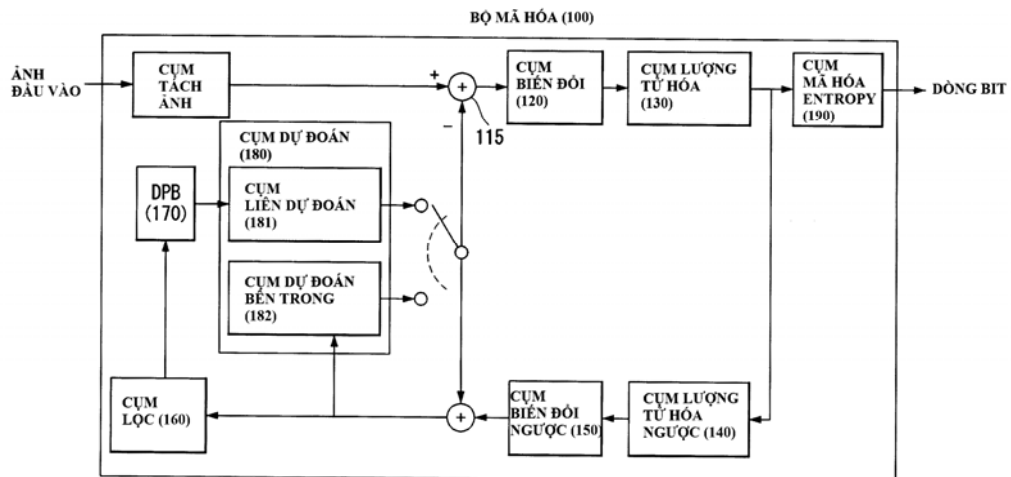 BỘ MÃ HÓA (100)
ẢNH
ĐẦU VÀO
CỤM
TÁCH
ẢNH
+
+
−
115
CỤM
BIẾN ĐỔI
(120)
CỤM LƯỢNG
TỬ HÓA
(130)
CỤM
MÃ HÓA
ENTROPY
(190)
DÒNG BIT
CỤM DỰ ĐOÁN
(180)
DPB
(170)
CỤM
LIÊN DỰ ĐOÁN
(181)
CỤM DỰ ĐOÁN
BÊN TRONG
(182)
CỤM
LỌC (160)
+
CỤM
BIẾN ĐỔI
NGƯỢC (150)
CỤM LƯỢNG
TỬ HÓA
NGƯỢC (140)